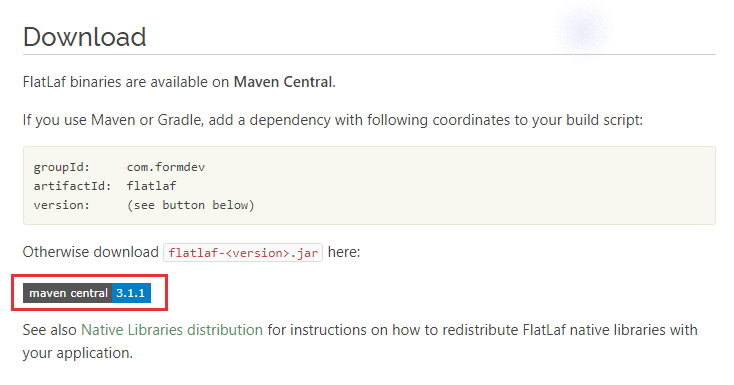 Download
FlatLaf binaries are available on Maven Central.
If you use Maven or Gradle, add a dependency with following coordinates to your build script:
groupId:     com.formdev
artifactId:  flatlaf
version:     (see button below)
Otherwise download flatlaf-<version>.jar here:
maven central 3.1.1
See also Native Libraries distribution for instructions on how to redistribute FlatLaf native libraries with
your application.